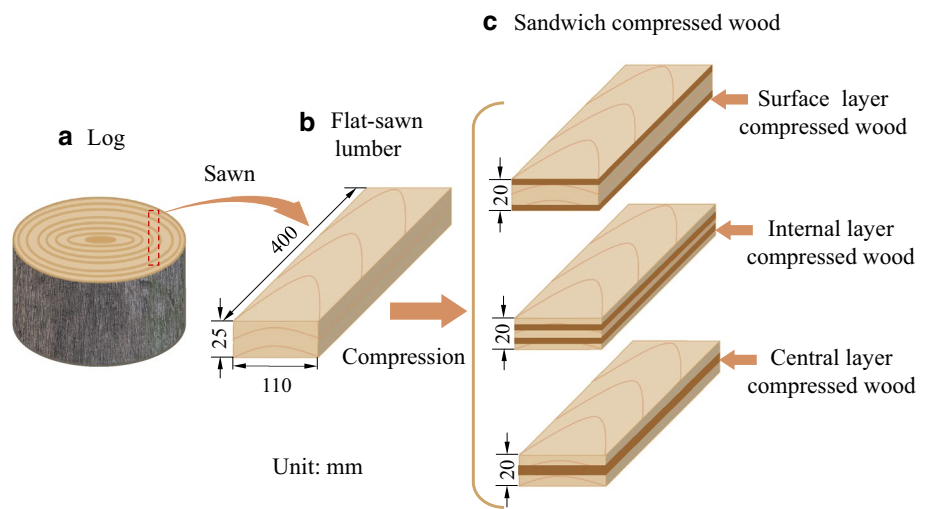 c Sandwich compressed wood
a Log
b Flat-sawn
lumber
Sawn
400
25
110
Compression
Unit: mm
20
Surface layer
compressed wood
20
Internal layer
compressed wood
20
Central layer
compressed wood